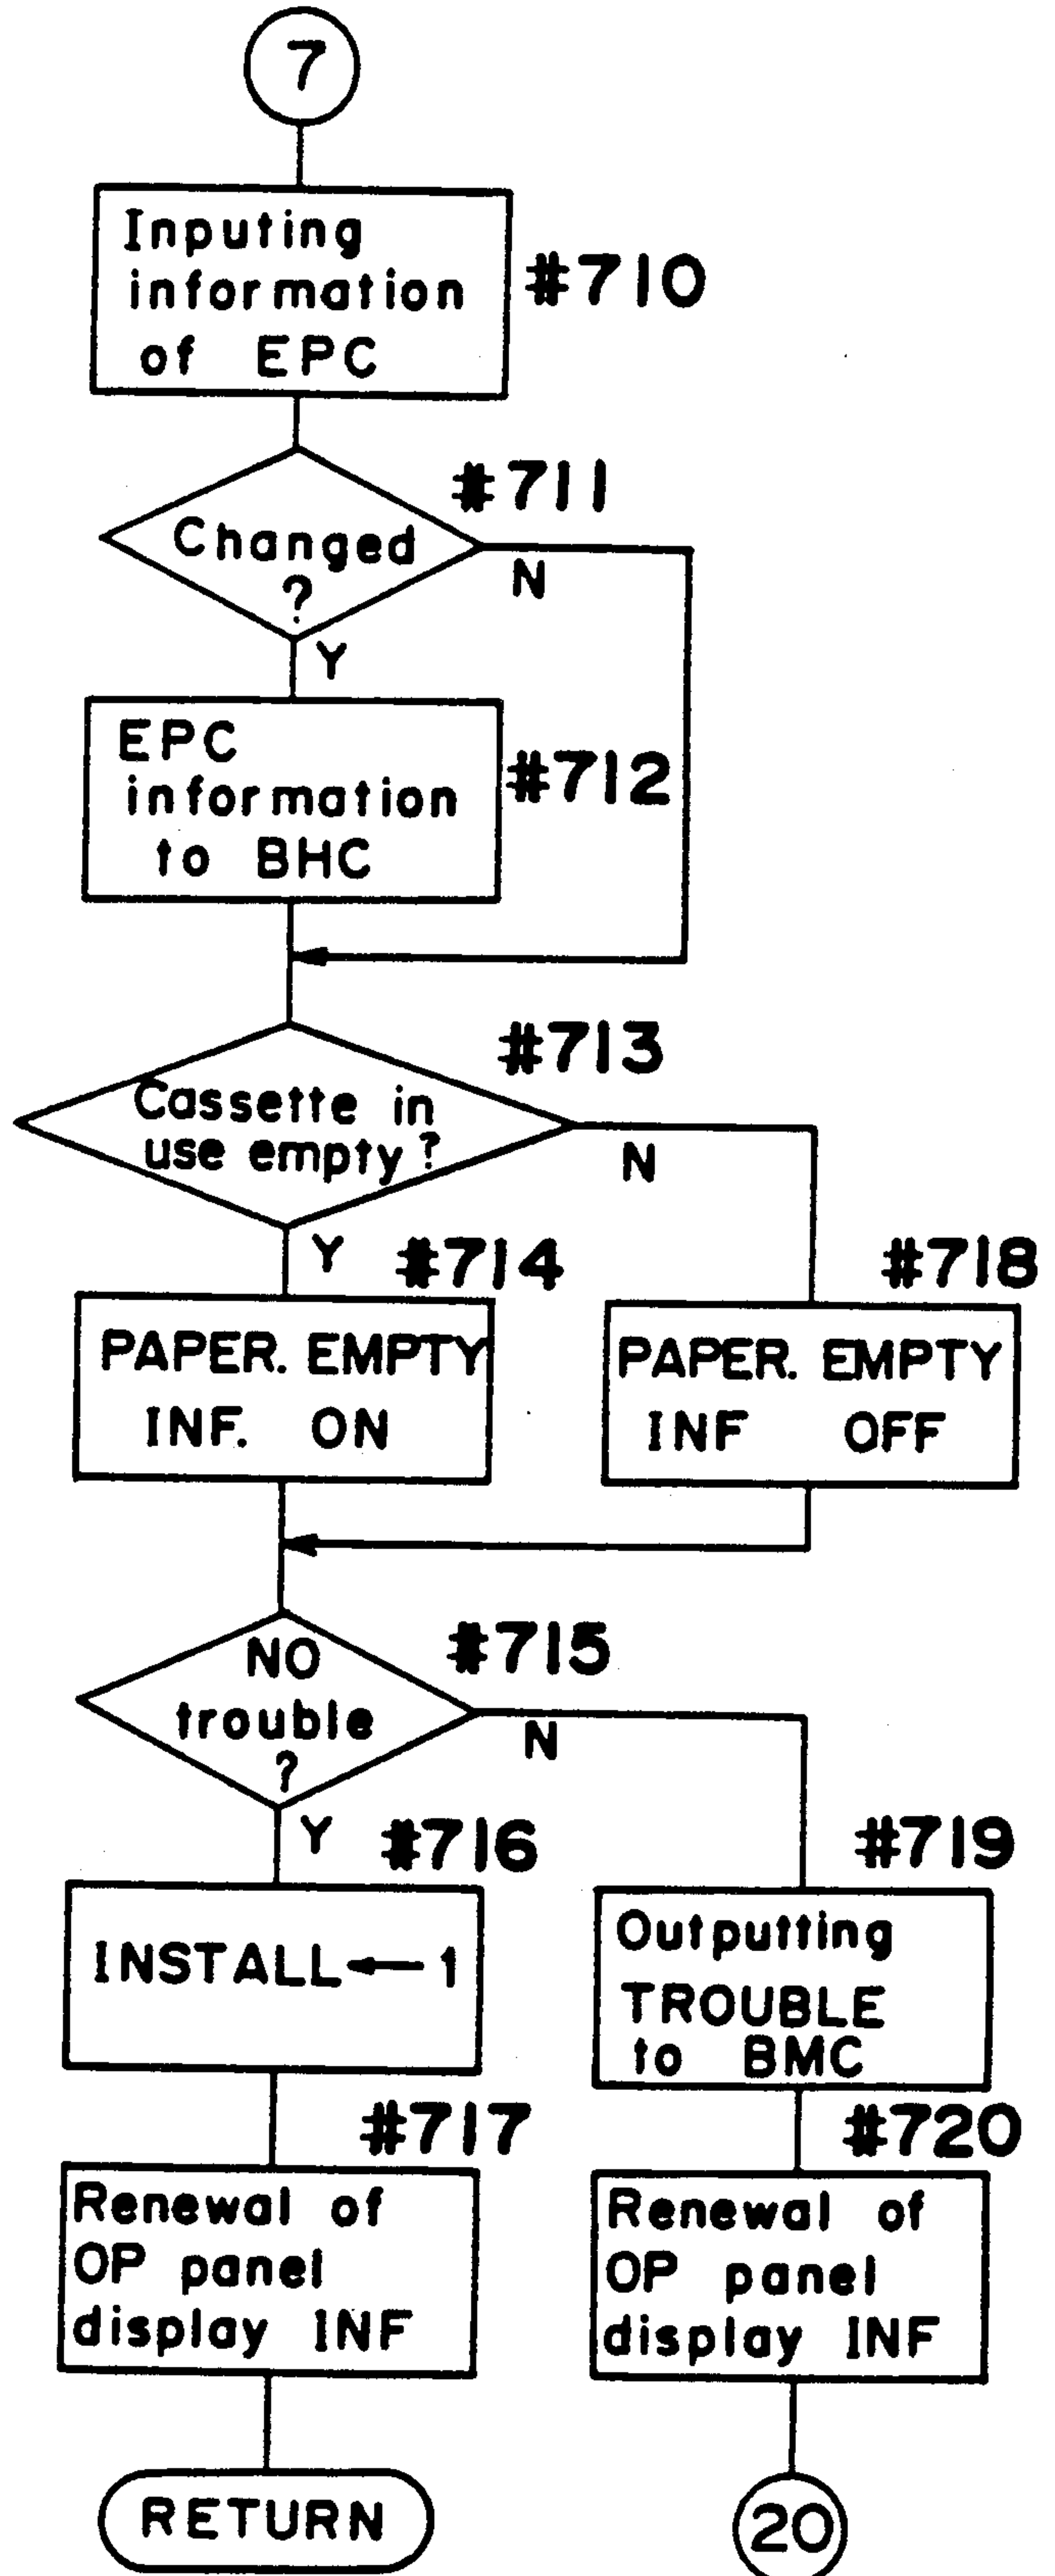 7
Inputing
information
of EPC
#710
#711
Changed
?
N
Y
EPC
information
to BHC
#712
#713
Cassette in
use empty?
N
Y
#714
#718
PAPER. EMPTY
INF. ON
PAPER. EMPTY
INF OFF
#715
NO
trouble
?
N
Y
#716
#719
INSTALL←1
Outputting
TROUBLE
to BMC
#717
#720
Renewal of
OP panel
display INF
Renewal of
OP panel
display INF
RETURN
20